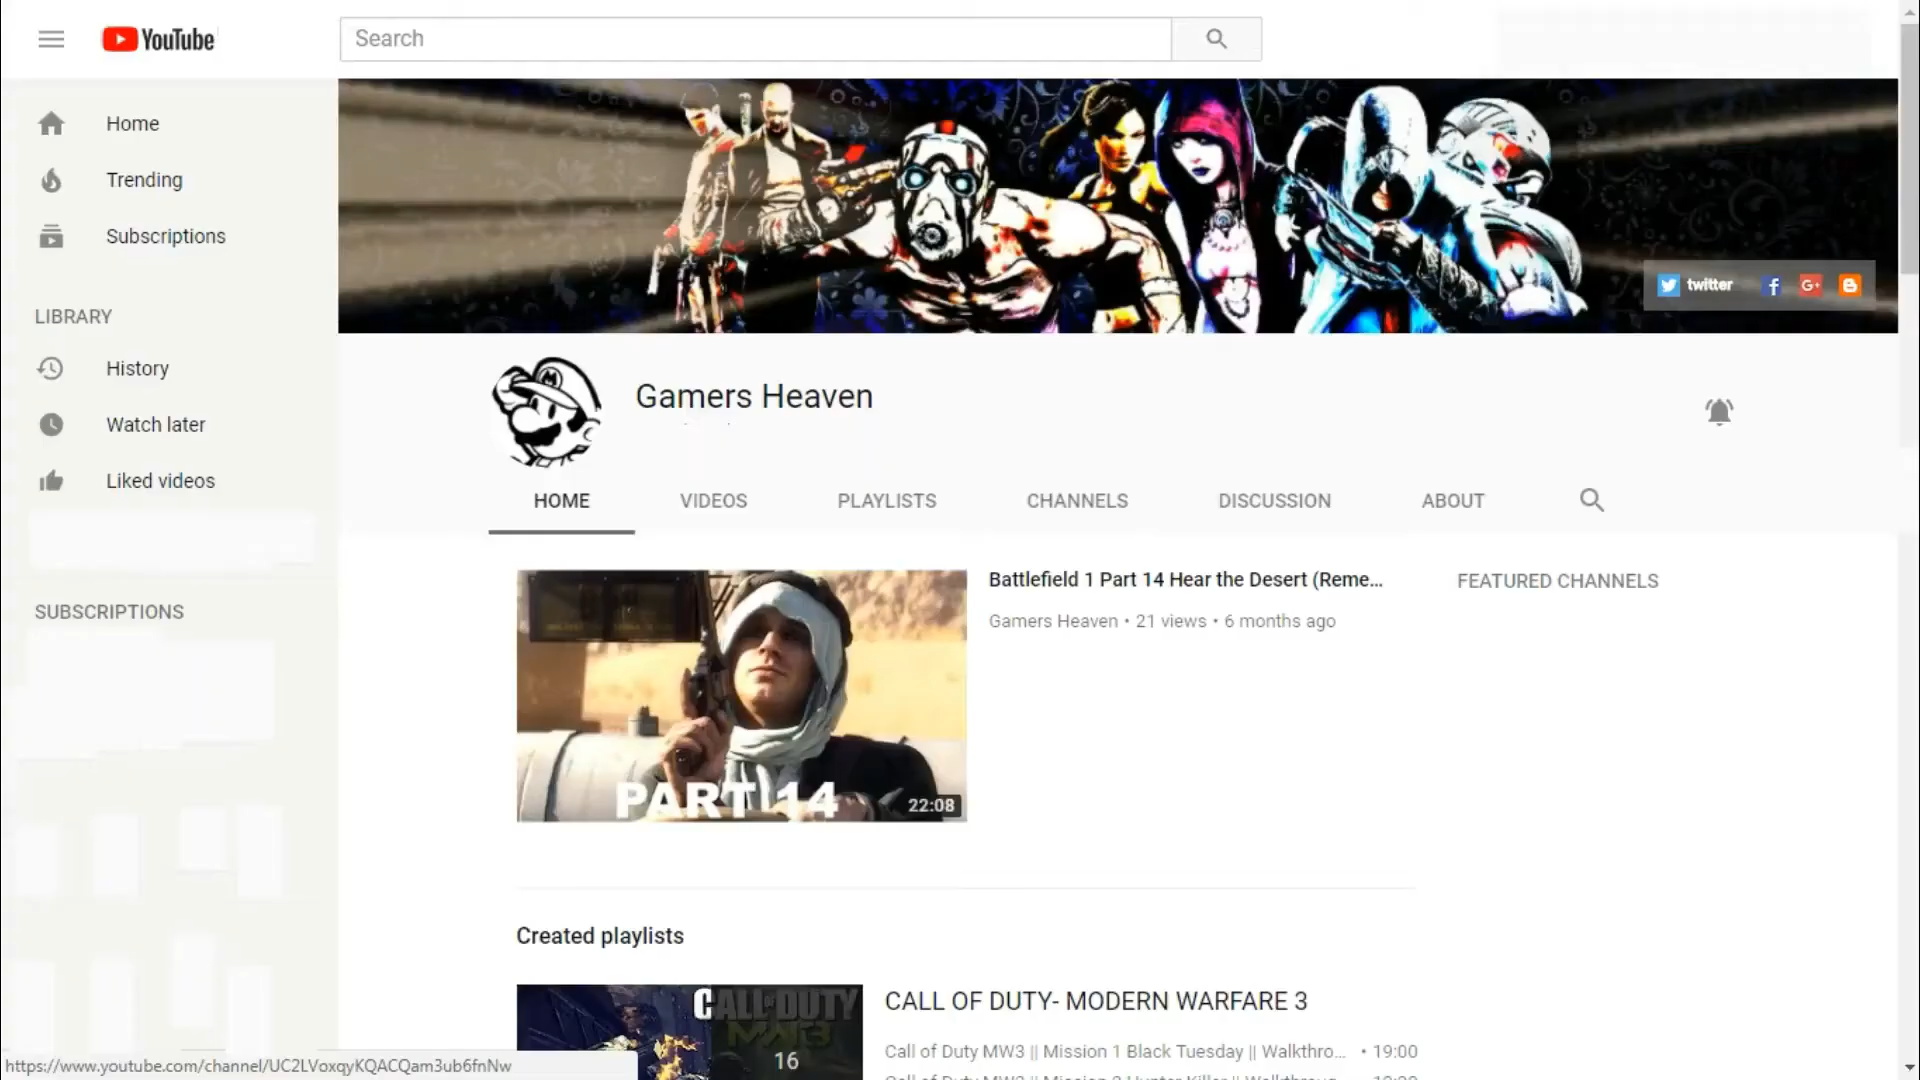 YouTube
Search
Home
Trending
Subscriptions
LIBRARY
History
Watch later
Liked videos
SUBSCRIPTIONS
twitter
Gamers Heaven
HOME VIDEOS PLAYLISTS CHANNELS DISCUSSION ABOUT
Battlefield 1 Part 14 Hear the Desert (Reme...
Gamers Heaven • 21 views • 6 months ago
FEATURED CHANNELS
PART 14
22:08
Created playlists
CALL OF DUTY
MW3
16
CALL OF DUTY- MODERN WARFARE 3
Call of Duty MW3 || Mission 1 Black Tuesday || Walkthro... • 19:00
https://www.youtube.com/channel/UC2LVoxqyKQACQam3ub6fnNw